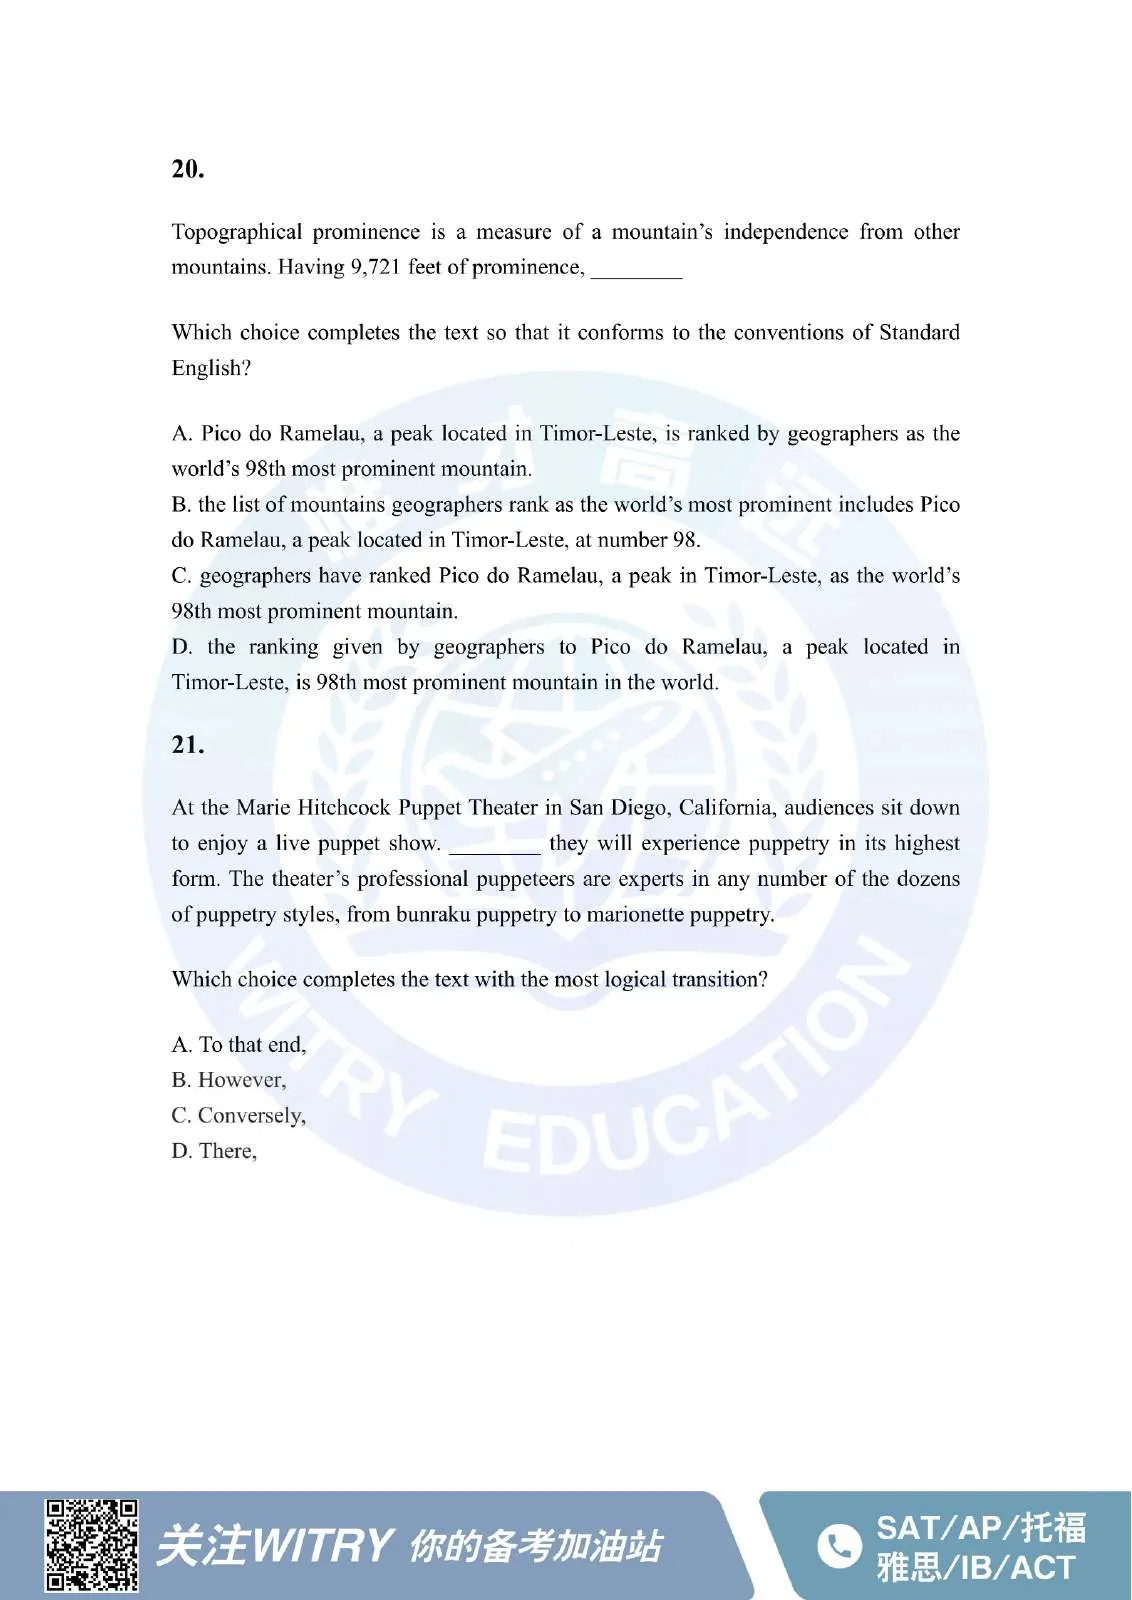 20.
Topographical prominence is a measure of a mountain's independence from other
mountains. Having 9,721 feet of prominence, ________
Which choice completes the text so that it conforms to the conventions of Standard
English?
A. Pico do Ramelau, a peak located in Timor-Leste, is ranked by geographers as the
world's 98th most prominent mountain.
B. the list of mountains geographers rank as the world's most prominent includes Pico
do Ramelau, a peak located in Timor-Leste, at number 98.
C. geographers have ranked Pico do Ramelau, a peak in Timor-Leste, as the world's
98th most prominent mountain.
D. the ranking given by geographers to Pico do Ramelau, a peak located in
Timor-Leste, is 98th most prominent mountain in the world.
21.
At the Marie Hitchcock Puppet Theater in San Diego, California, audiences sit down
to enjoy a live puppet show. ________ they will experience puppetry in its highest
form. The theater's professional puppeteers are experts in any number of the dozens
of puppetry styles, from bunraku puppetry to marionette puppetry.
Which choice completes the text with the most logical transition?
A. To that end,
B. However,
C. Conversely,
D. There,
惟才高远
WITRY EDUCATION
关注WITRY 你的备考加油站
SAT/AP/托福
雅思/IB/ACT